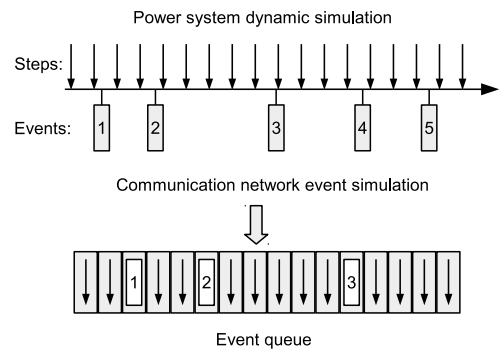 Power system dynamic simulation
Steps:
Events:
1 2 3 4 5
Communication network event simulation
1 2 3
Event queue